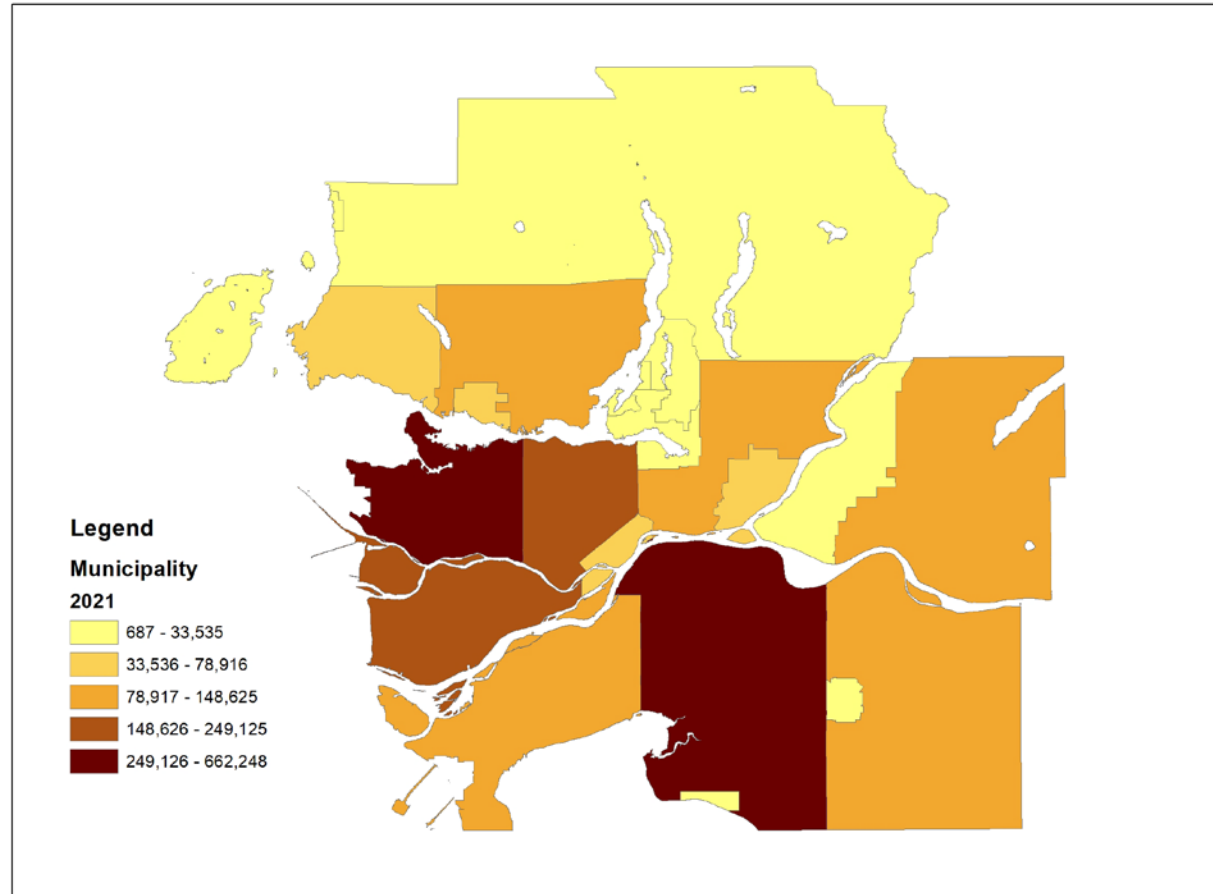 Legend
Municipality
2021
687 - 33,535
33,536 - 78,916
78,917 - 148,625
148,626 - 249,125
249,126 - 662,248